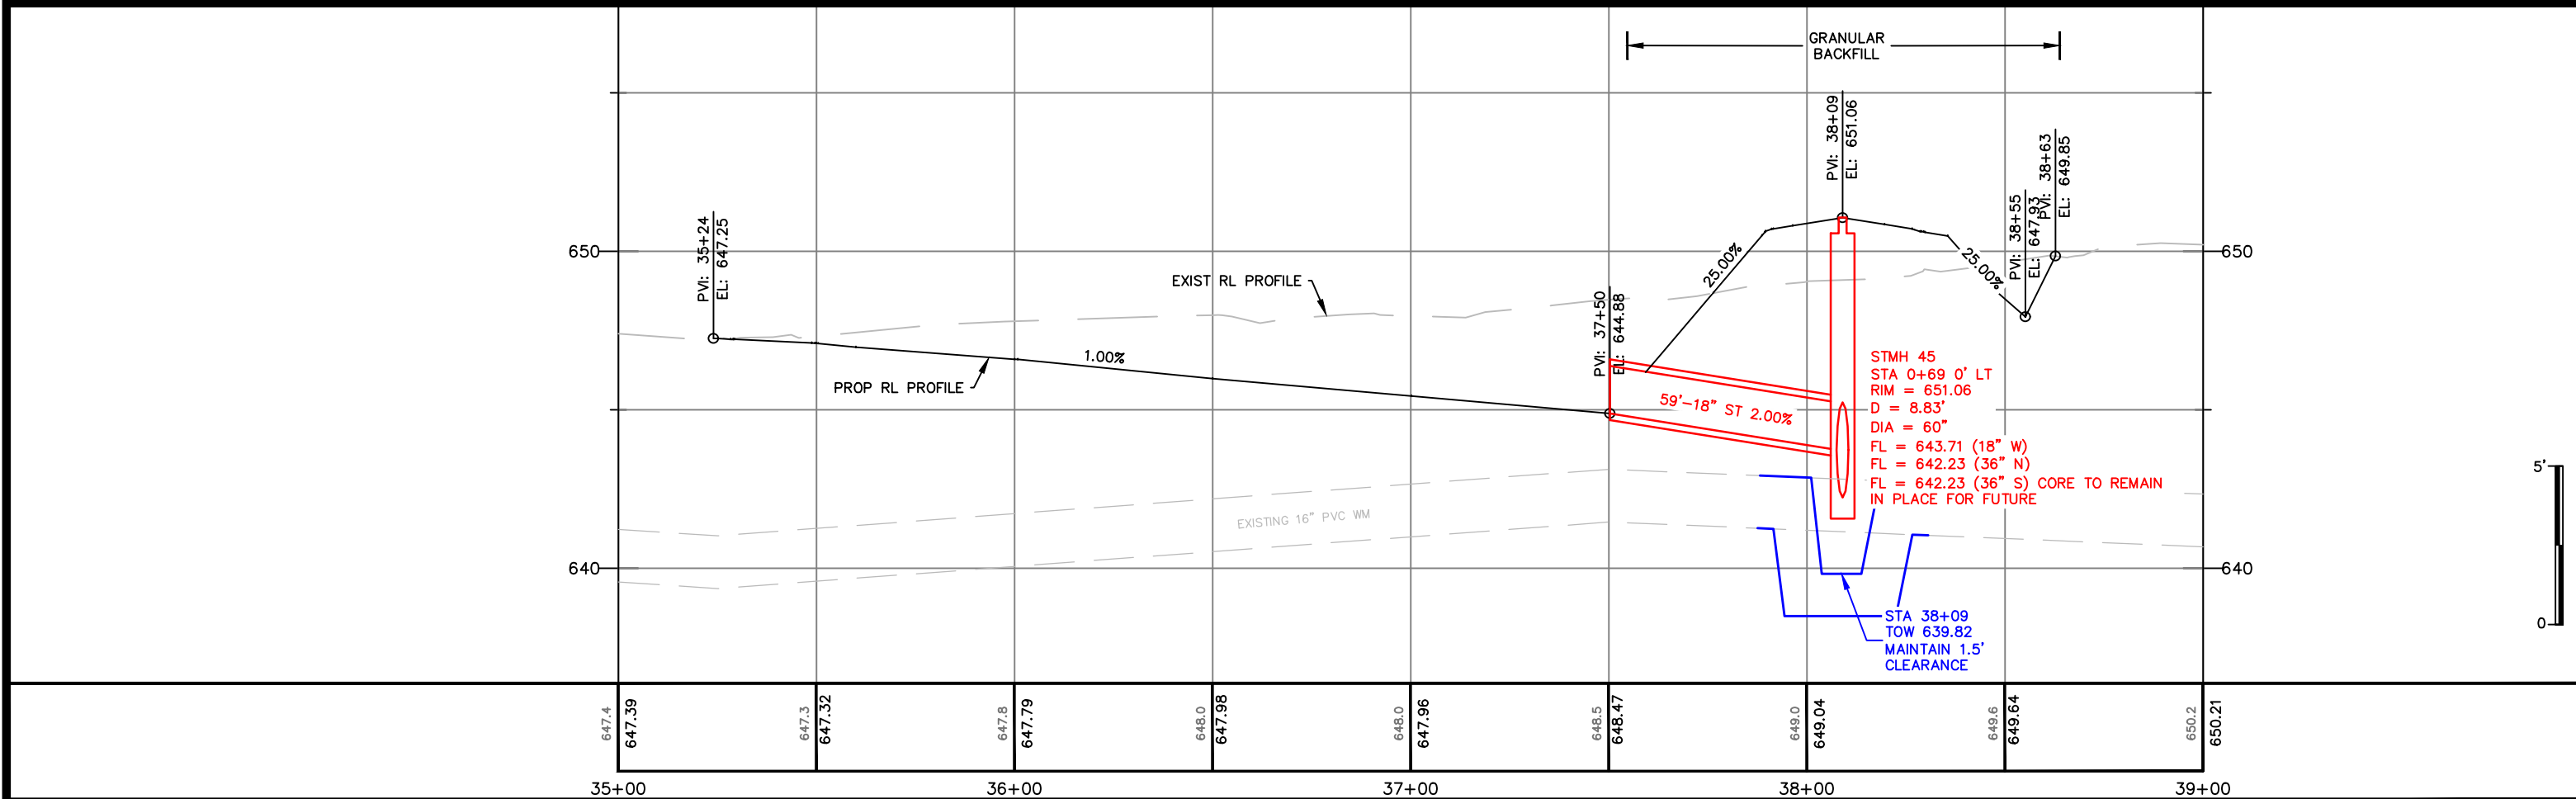 GRANULAR
BACKFILL
PVI: 38+09
EL: 651.06
PVI: 38+63
EL: 649.85
PVI: 38+55
EL: 647.93
PVI: 35+24
EL: 647.25
650
650
25.00%
25.00%
EXIST RL PROFILE
PVI: 37+50
EL: 644.88
1.00%
PROP RL PROFILE
59'-18" ST 2.00%
STMH 45
STA 0+69 0' LT
RIM = 651.06
D = 8.83'
DIA = 60"
FL = 643.71 (18" W)
FL = 642.23 (36" N)
FL = 642.23 (36" S) CORE TO REMAIN
IN PLACE FOR FUTURE
5'
0
EXISTING 16" PVC WM
640
640
STA 38+09
TOW 639.82
MAINTAIN 1.5'
CLEARANCE
647.4
647.39
647.3
647.32
647.8
647.79
648.0
647.98
648.0
647.96
648.5
648.47
649.0
649.04
649.6
649.64
650.2
650.21
35+00
36+00
37+00
38+00
39+00